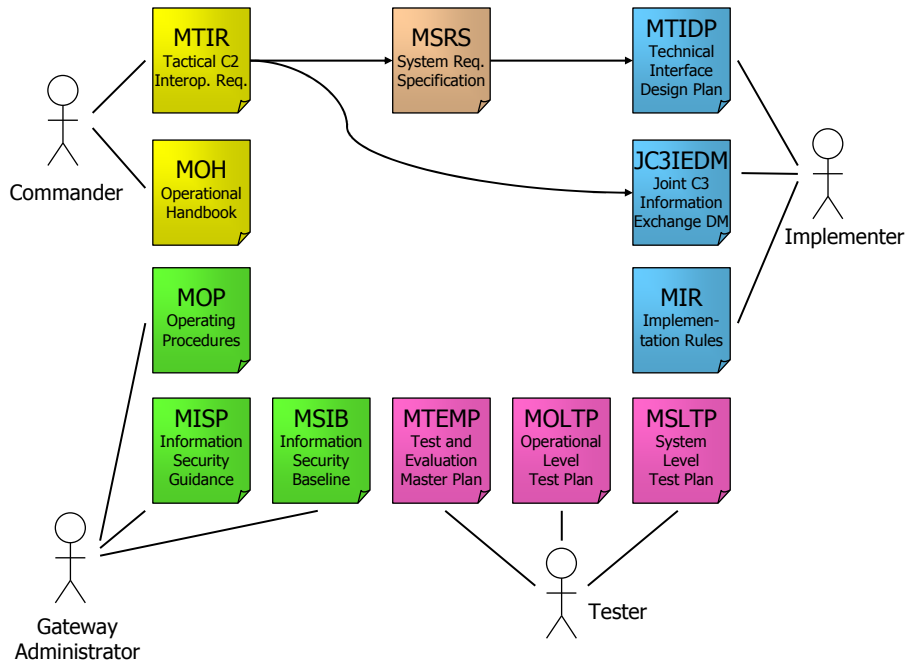 MTIR
Tactical C2
Interop. Req.
MSRS
System Req.
Specification
MTIDP
Technical
Interface
Design Plan
Commander
MOH
Operational
Handbook
JC3IEDM
Joint C3
Information
Exchange DM
Implementer
MOP
Operating
Procedures
MIR
Implemen-
tation Rules
MISP
Information
Security
Guidance
MSIB
Information
Security
Baseline
MTEMP
Test and
Evaluation
Master Plan
MOLTP
Operational
Level
Test Plan
MSLTP
System
Level
Test Plan
Gateway
Administrator
Tester